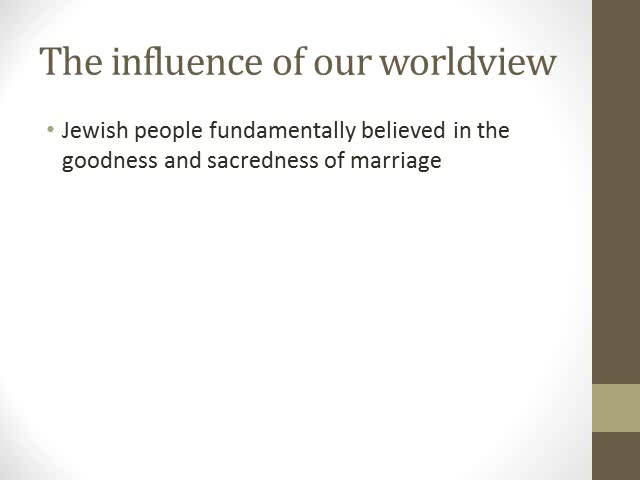 The influence of our worldview
• Jewish people fundamentally believed in the
goodness and sacredness of marriage